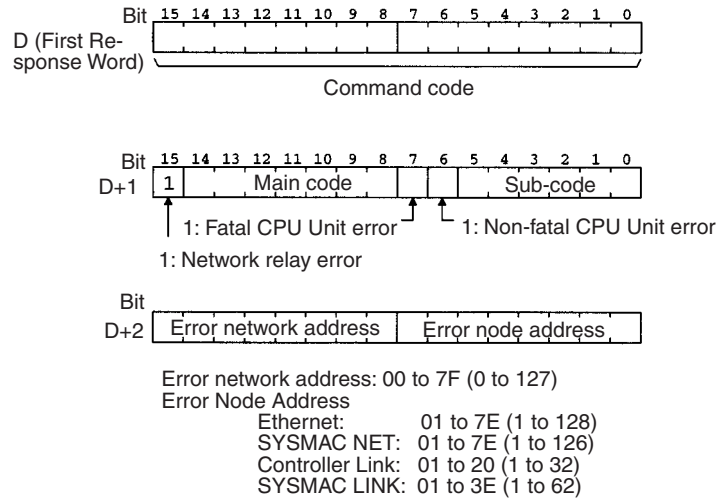 Bit 15 14 13 12 11 10 9 8 7 6 5 4 3 2 1 0
D (First Re-
sponse Word)
Command code
Bit 15 14 13 12 11 10 9 8 7 6 5 4 3 2 1 0
D+1 1 Main code Sub-code
1: Fatal CPU Unit error 1: Non-fatal CPU Unit error
1: Network relay error
Bit
D+2 Error network address Error node address
Error network address: 00 to 7F (0 to 127)
Error Node Address
Ethernet: 01 to 7E (1 to 128)
SYSMAC NET: 01 to 7E (1 to 126)
Controller Link: 01 to 20 (1 to 32)
SYSMAC LINK: 01 to 3E (1 to 62)